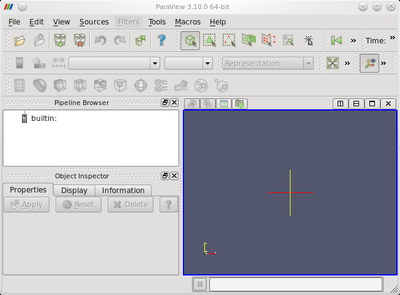 ParaView 3.10.0 64-bit
File Edit View Sources Filters Tools Macros Help
Time:
Representation
Pipeline Browser
builtin:
Object Inspector
Properties Display Information
Apply Reset Delete ?